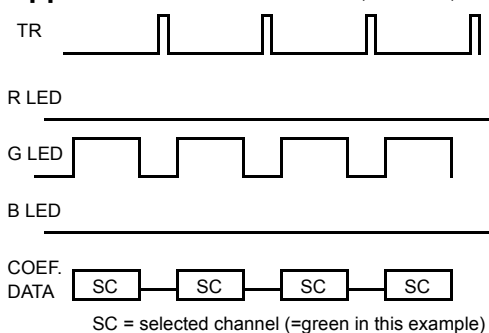 TR
R LED
G LED
B LED
COEF.
DATA SC SC SC SC
SC = selected channel (=green in this example)